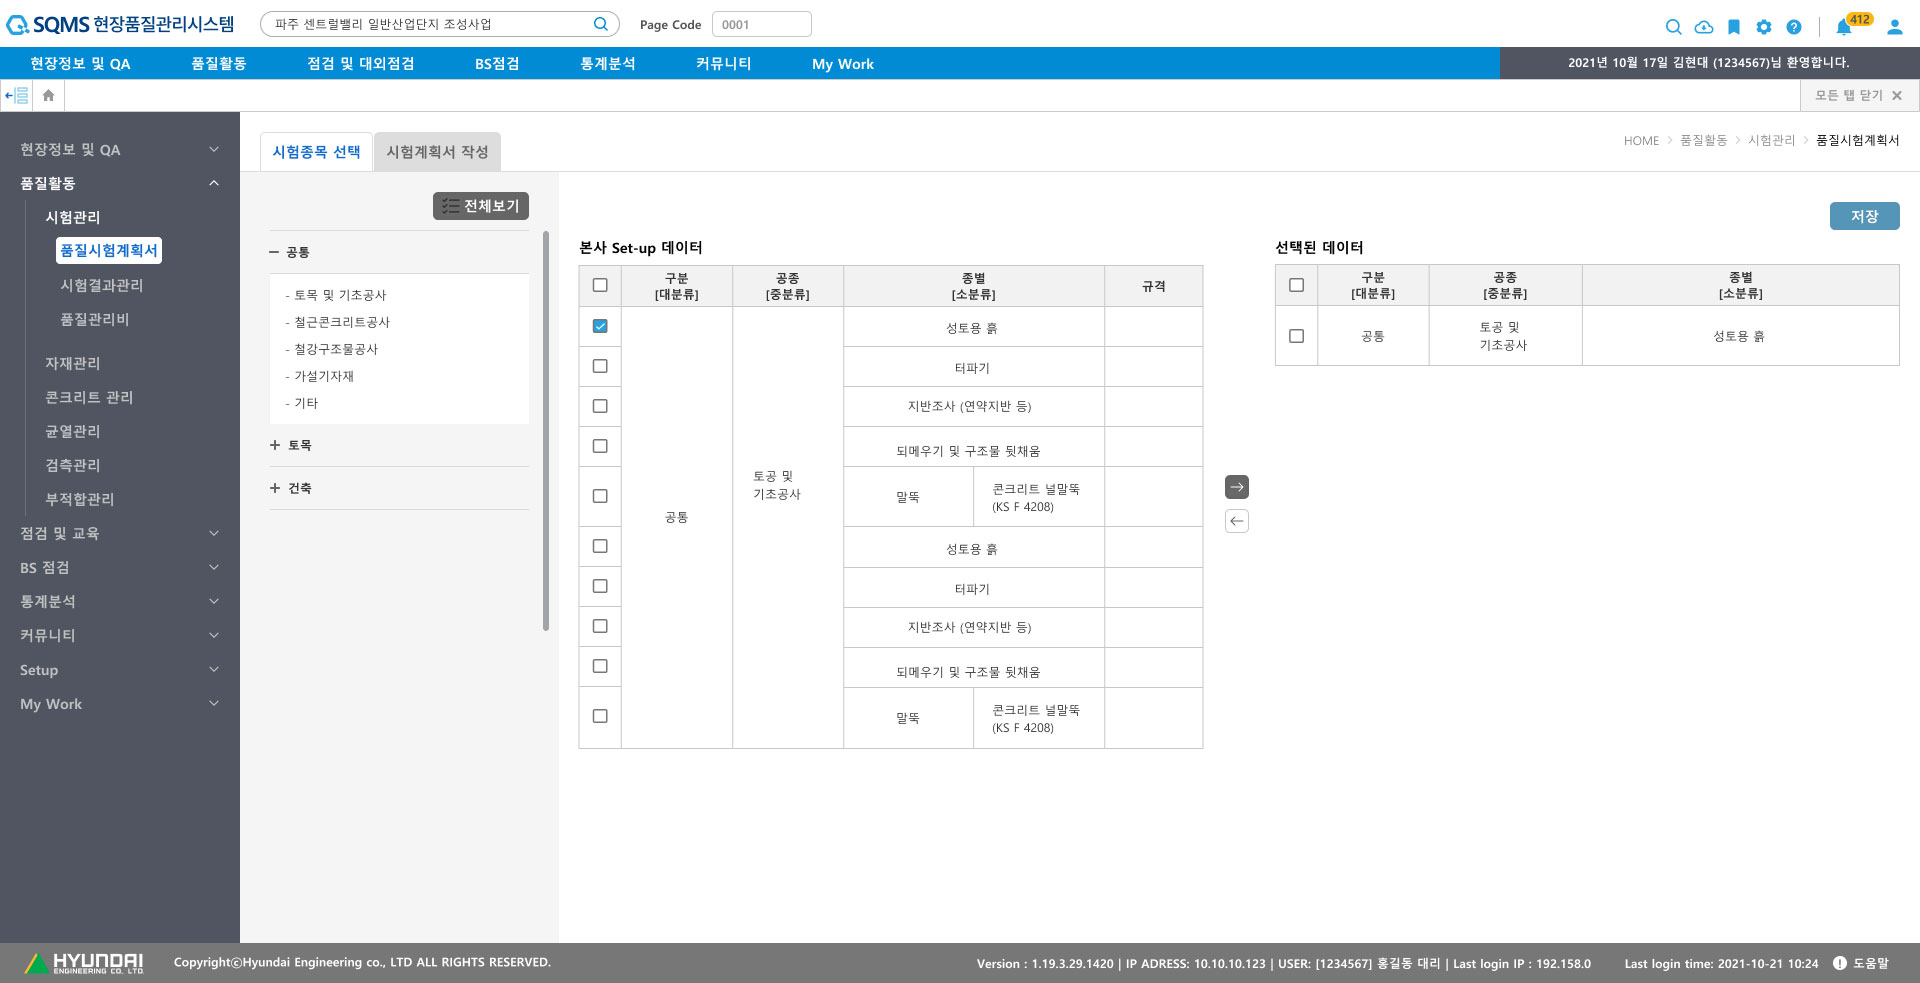 SQMS 현장품질관리시스템
파주 센트럴밸리 일반산업단지 조성사업
Page Code
0001
412
현장정보 및 QA
품질활동
점검 및 대외점검
BS점검
통계분석
커뮤니티
My Work
2021년 10월 17일 김현대 (1234567)님 환영합니다.
모든 탭 닫기
현장정보 및 QA
품질활동
시험관리
품질시험계획서
시험결과관리
품질관리비
자재관리
콘크리트 관리
균열관리
검측관리
부적합관리
점검 및 교육
BS 점검
통계분석
커뮤니티
Setup
My Work
시험종목 선택
시험계획서 작성
HOME > 품질활동 > 시험관리 > 품질시험계획서
전체보기
공통
- 토목 및 기초공사
- 철근콘크리트공사
- 철강구조물공사
- 가설기자재
- 기타
토목
건축
저장
본사 Set-up 데이터
구분
[대분류]
공종
[중분류]
종별
[소분류]
규격
공통
토공 및
기초공사
성토용 흙
터파기
지반조사 (연약지반 등)
되메우기 및 구조물 뒷채움
말뚝
콘크리트 널말뚝
(KS F 4208)
성토용 흙
터파기
지반조사 (연약지반 등)
되메우기 및 구조물 뒷채움
말뚝
콘크리트 널말뚝
(KS F 4208)
선택된 데이터
구분
[대분류]
공종
[중분류]
종별
[소분류]
공통
토공 및
기초공사
성토용 흙
HYUNDAI
ENGINEERING CO., LTD.
CopyrightⓒHyundai Engineering co., LTD ALL RIGHTS RESERVED.
Version : 1.19.3.29.1420 | IP ADRESS: 10.10.10.123 | USER: [1234567] 홍길동 대리 | Last login IP : 192.158.0
Last login time: 2021-10-21 10:24
도움말